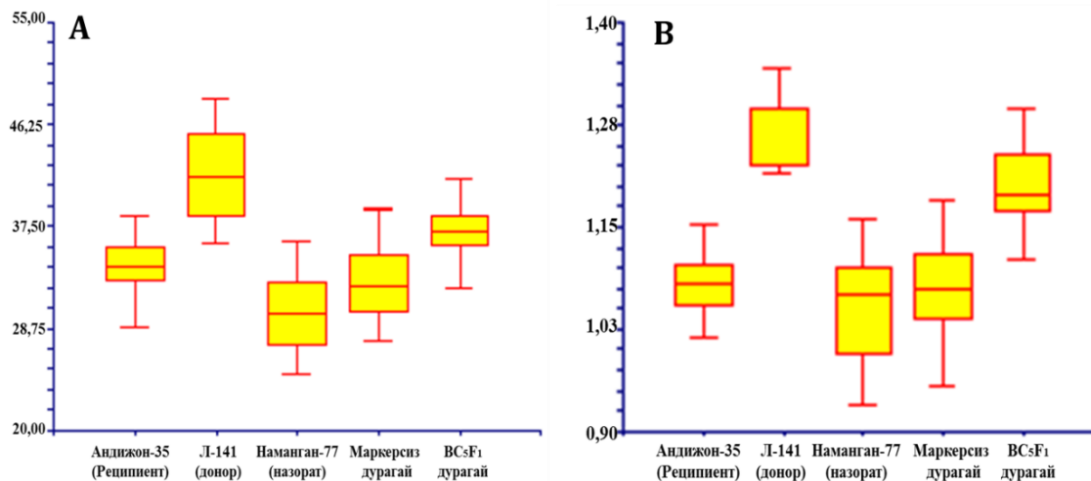 A
55,00
46,25
37,50
28,75
20,00
Андижон-35
(Реципиент)
Л-141
(донор)
Наманган-77
(назорат)
Маркерсиз
дурагай
BC₅F₁
дурагай
B
1,40
1,28
1,15
1,03
0,90
Андижон-35
(Реципиент)
Л-141
(донор)
Наманган-77
(назорат)
Маркерсиз
дурагай
BC₅F₁
дурагай